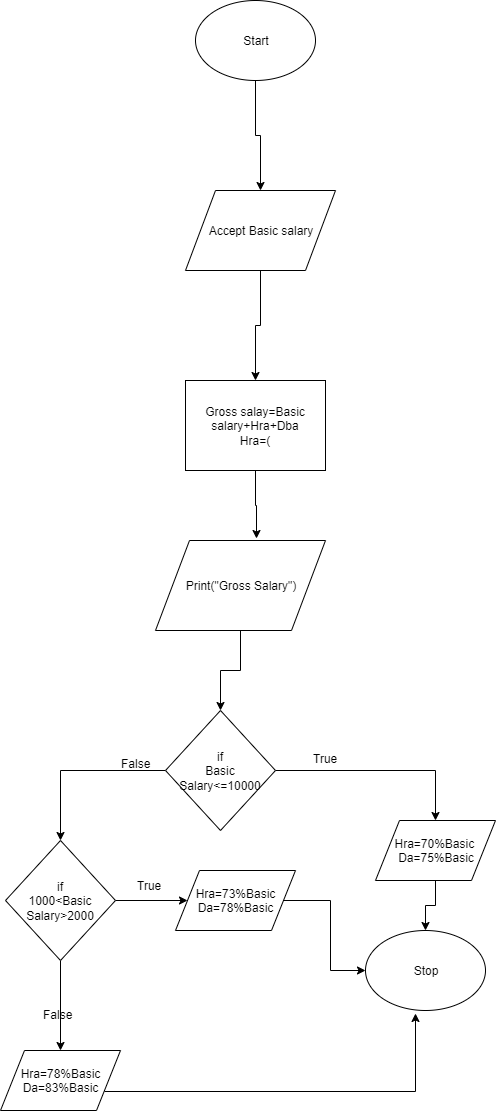 Start
Accept Basic salary
Gross salay=Basic
salary+Hra+Dba
Hra=(
Print("Gross Salary")
if
Basic
Salary<=10000
False
True
Hra=70%Basic
Da=75%Basic
if
1000<Basic
Salary>2000
True
Hra=73%Basic
Da=78%Basic
Stop
False
Hra=78%Basic
Da=83%Basic